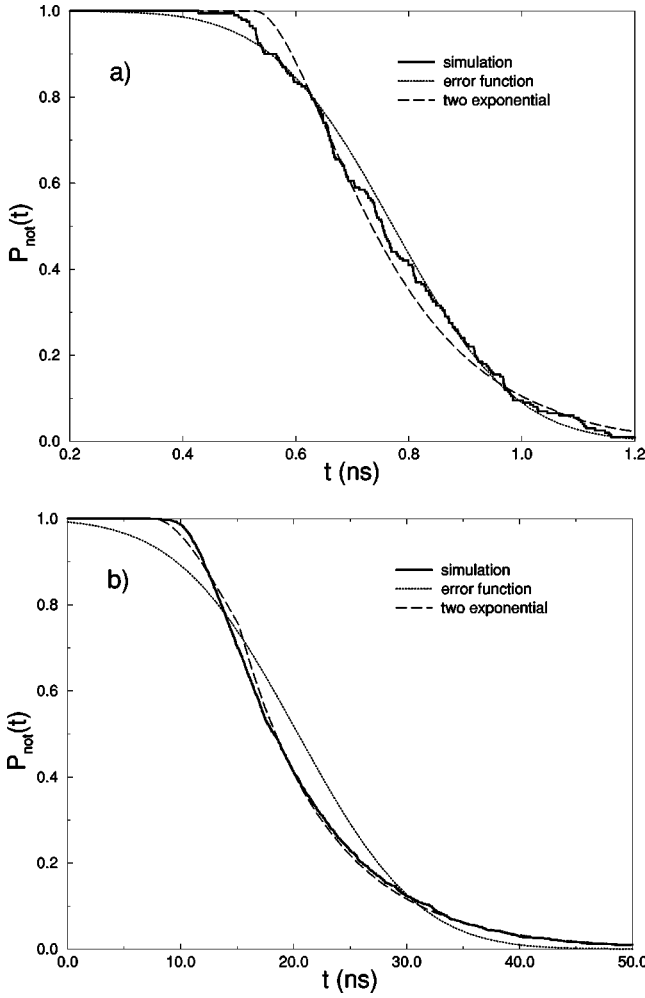 1.0
a)
simulation
error function
two exponential
0.8
0.6
P_not(t)
0.4
0.2
0.0
0.2 0.4 0.6 0.8 1.0 1.2
t (ns)
1.0
b)
simulation
error function
two exponential
0.8
0.6
P_not(t)
0.4
0.2
0.0
0.0 10.0 20.0 30.0 40.0 50.0
t (ns)